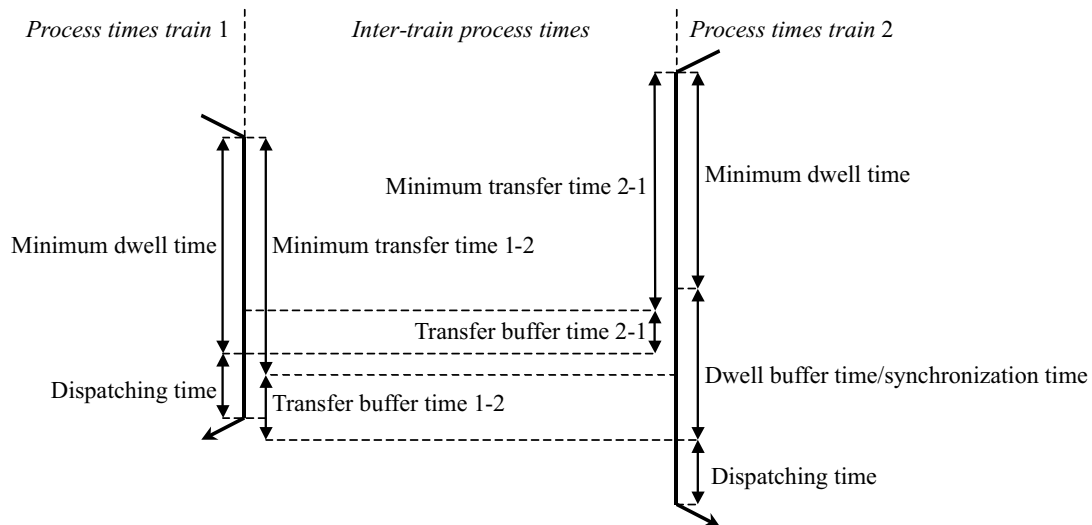 Process times train 1
Inter-train process times
Process times train 2
Minimum transfer time 2-1
Minimum dwell time
Minimum dwell time
Minimum transfer time 1-2
Transfer buffer time 2-1
Dwell buffer time/synchronization time
Dispatching time
Transfer buffer time 1-2
Dispatching time